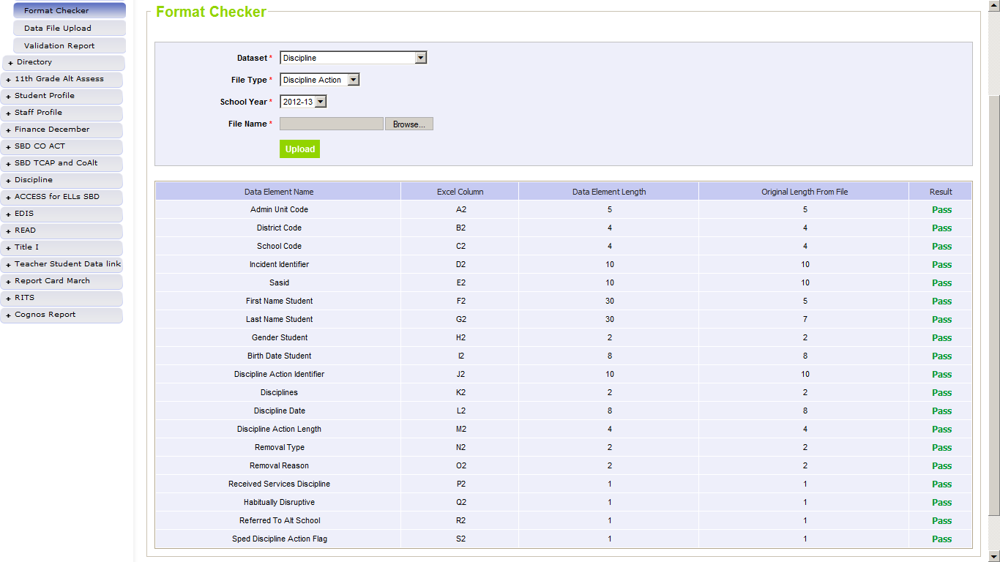 Format Checker
Data File Upload
Validation Report
+ Directory
+ 11th Grade Alt Assess
+ Student Profile
+ Staff Profile
+ Finance December
+ SBD CO ACT
+ SBD TCAP and CoAlt
+ Discipline
+ ACCESS for ELLs SBD
+ EDIS
+ READ
+ Title I
+ Teacher Student Data link
+ Report Card March
+ RITS
+ Cognos Report
Format Checker
Dataset * Discipline
File Type * Discipline Action
School Year * 2012-13
File Name * Browse...
Upload
Data Element Name Excel Column Data Element Length Original Length From File Result
Admin Unit Code A2 5 5 Pass
District Code B2 4 4 Pass
School Code C2 4 4 Pass
Incident Identifier D2 10 10 Pass
Sasid E2 10 10 Pass
First Name Student F2 30 5 Pass
Last Name Student G2 30 7 Pass
Gender Student H2 2 2 Pass
Birth Date Student I2 8 8 Pass
Discipline Action Identifier J2 10 10 Pass
Disciplines K2 2 2 Pass
Discipline Date L2 8 8 Pass
Discipline Action Length M2 4 4 Pass
Removal Type N2 2 2 Pass
Removal Reason O2 2 2 Pass
Received Services Discipline P2 1 1 Pass
Habitually Disruptive Q2 1 1 Pass
Referred To Alt School R2 1 1 Pass
Sped Discipline Action Flag S2 1 1 Pass